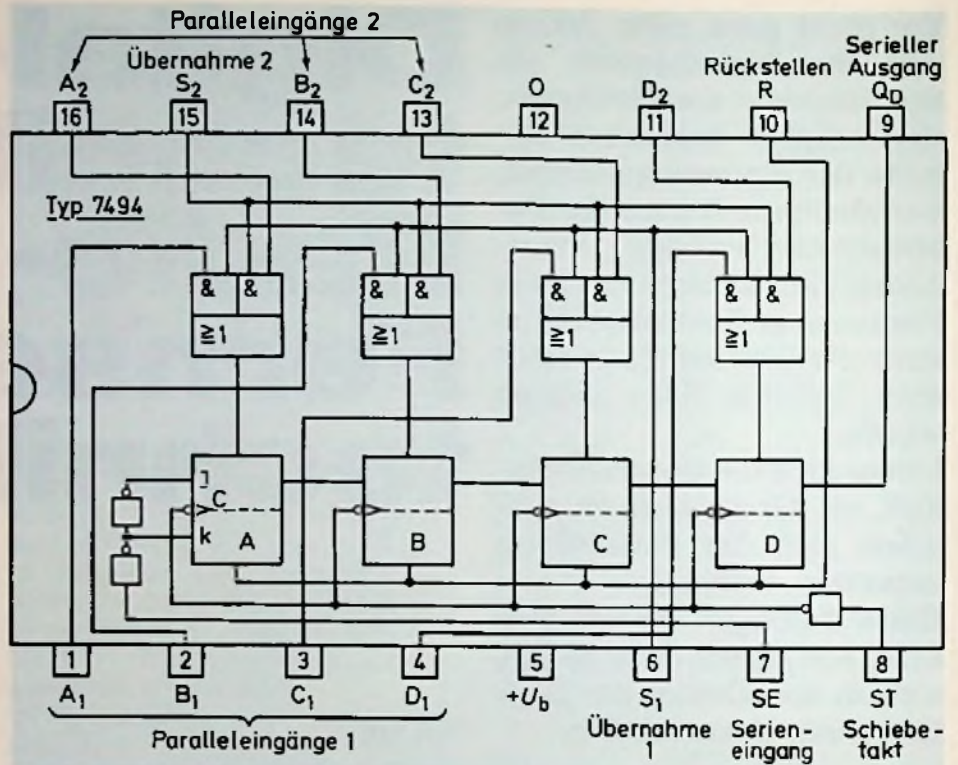 Paralleleingänge 2
Serieller
Übernahme 2
Rückstellen Ausgang
A2 S2 B2 C2 O D2 R QD
16 15 14 13 12 11 10 9
Typ 7494
& & & & & & & &
≧1 ≧1 ≧1 ≧1
J
C
k A B C D
1 2 3 4 5 6 7 8
A1 B1 C1 D1 +Ub S1 SE ST
Übernahme Serien- Schiebe-
1 eingang takt
Paralleleingänge 1